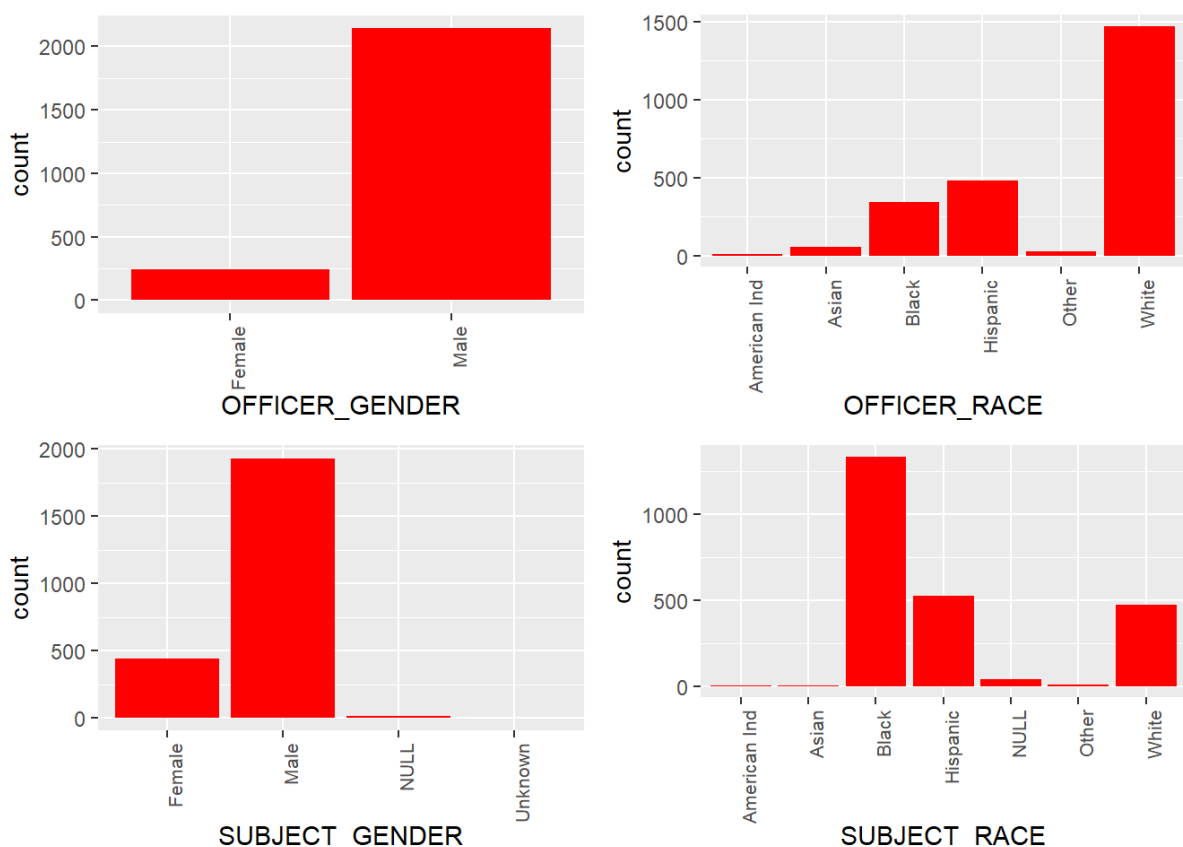 count
2000
1500
1000
500
0
Female
Male
OFFICER_GENDER
count
1500
1000
500
0
American Ind
Asian
Black
Hispanic
Other
White
OFFICER_RACE
count
2000
1500
1000
500
0
Female
Male
NULL
Unknown
SUBJECT_GENDER
count
1000
500
0
American Ind
Asian
Black
Hispanic
NULL
Other
White
SUBJECT_RACE